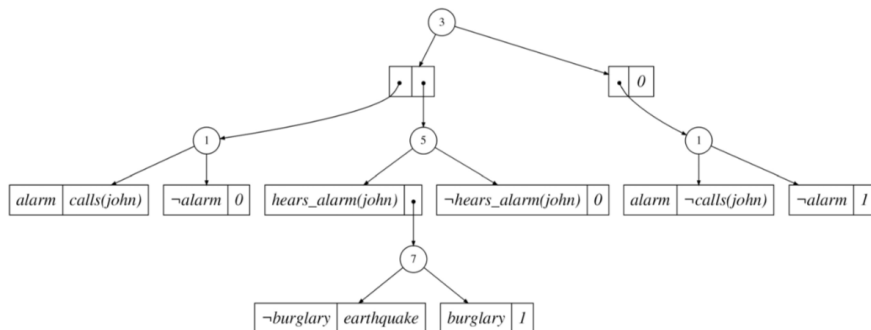 3
0
1
5
1
alarm calls(john)
¬alarm 0
hears_alarm(john)
¬hears_alarm(john) 0
alarm ¬calls(john)
¬alarm 1
7
¬burglary earthquake
burglary 1